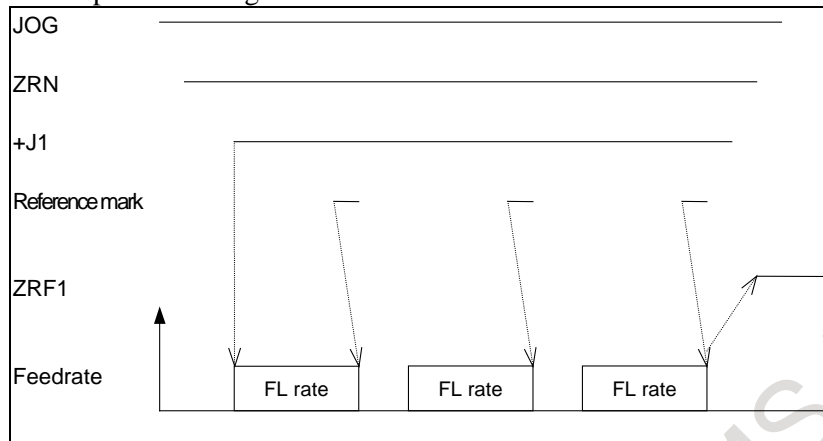 JOG
ZRN
+J1
Reference mark
ZRF1
Feedrate
FL rate FL rate FL rate